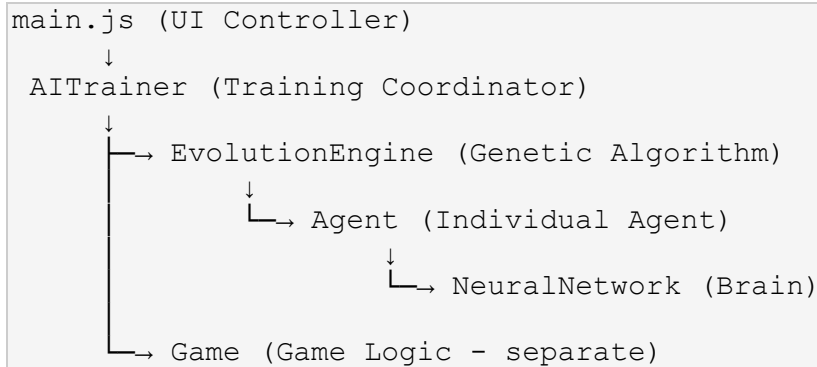 main.js (UI Controller)
↓
AITrainer (Training Coordinator)
↓
├─→ EvolutionEngine (Genetic Algorithm)
│ ↓
│ └─→ Agent (Individual Agent)
│ ↓
│ └─→ NeuralNetwork (Brain)
│
└─→ Game (Game Logic - separate)